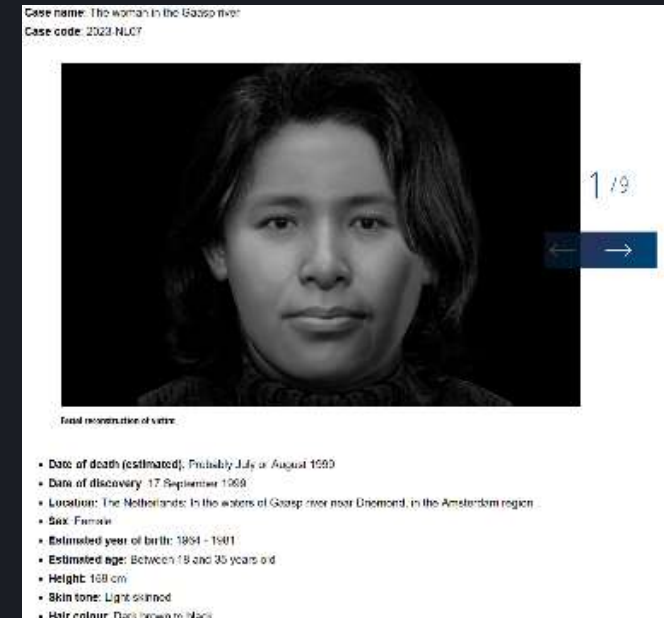 Case name: The woman in the Gaasp river
Case code: 2023-NL07
1 /9
Facial reconstruction of victim
Date of death (estimated): Probably July or August 1999
Date of discovery: 17 September 1999
Location: The Netherlands: In the waters of Gaasp river near Driemond, in the Amsterdam region
Sex: Female
Estimated year of birth: 1964 - 1981
Estimated age: Between 18 and 35 years old
Height: 168 cm
Skin tone: Light-skinned
Hair colour: Dark brown to black